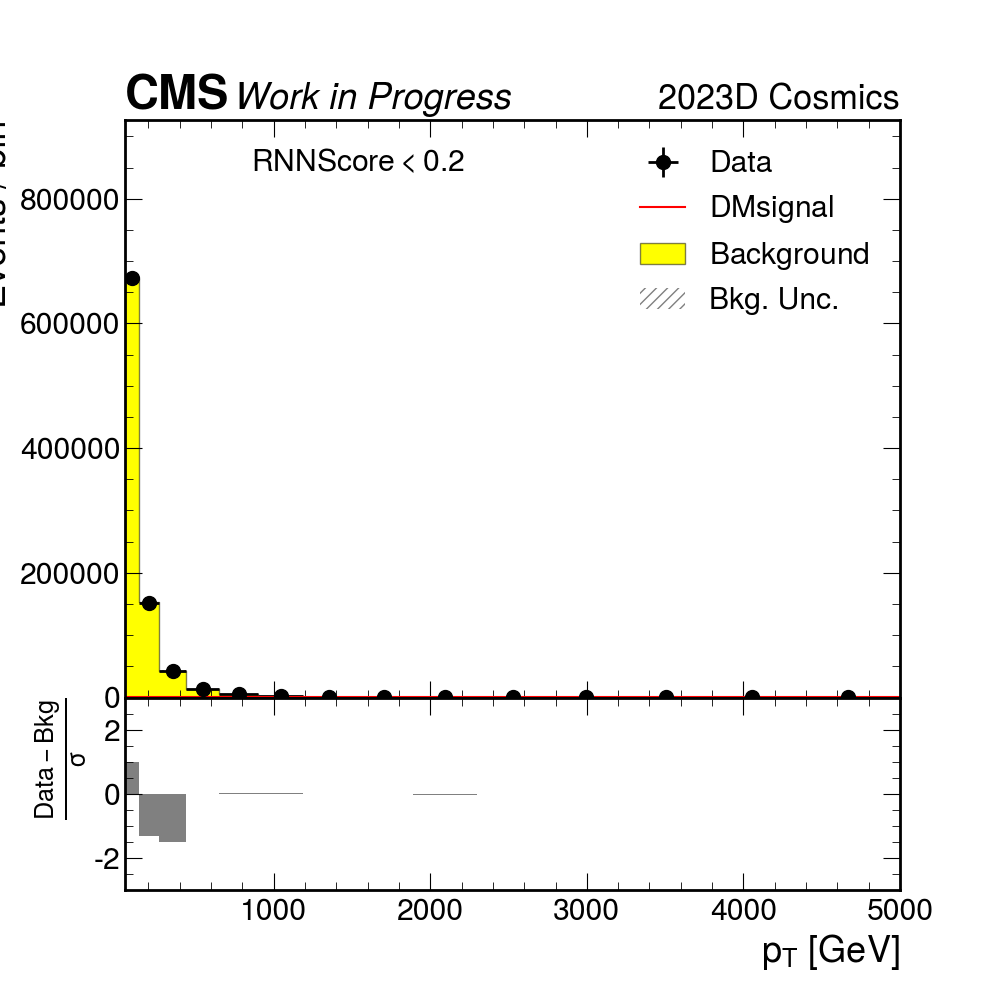 CMS Work in Progress 2023D Cosmics
RNNScore < 0.2
Data
DMsignal
Background
Bkg. Unc.
800000
600000
400000
200000
0
Data – Bkg
σ
2
0
-2
1000 2000 3000 4000 5000
pT [GeV]